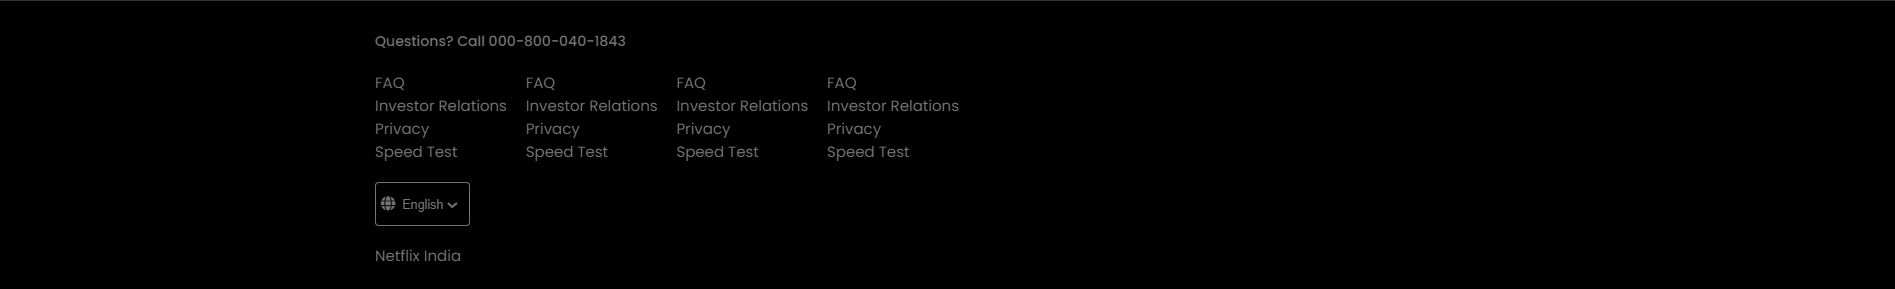 Questions? Call 000-800-040-1843
FAQ FAQ FAQ FAQ
Investor Relations Investor Relations Investor Relations Investor Relations
Privacy Privacy Privacy Privacy
Speed Test Speed Test Speed Test Speed Test
English
Netflix India